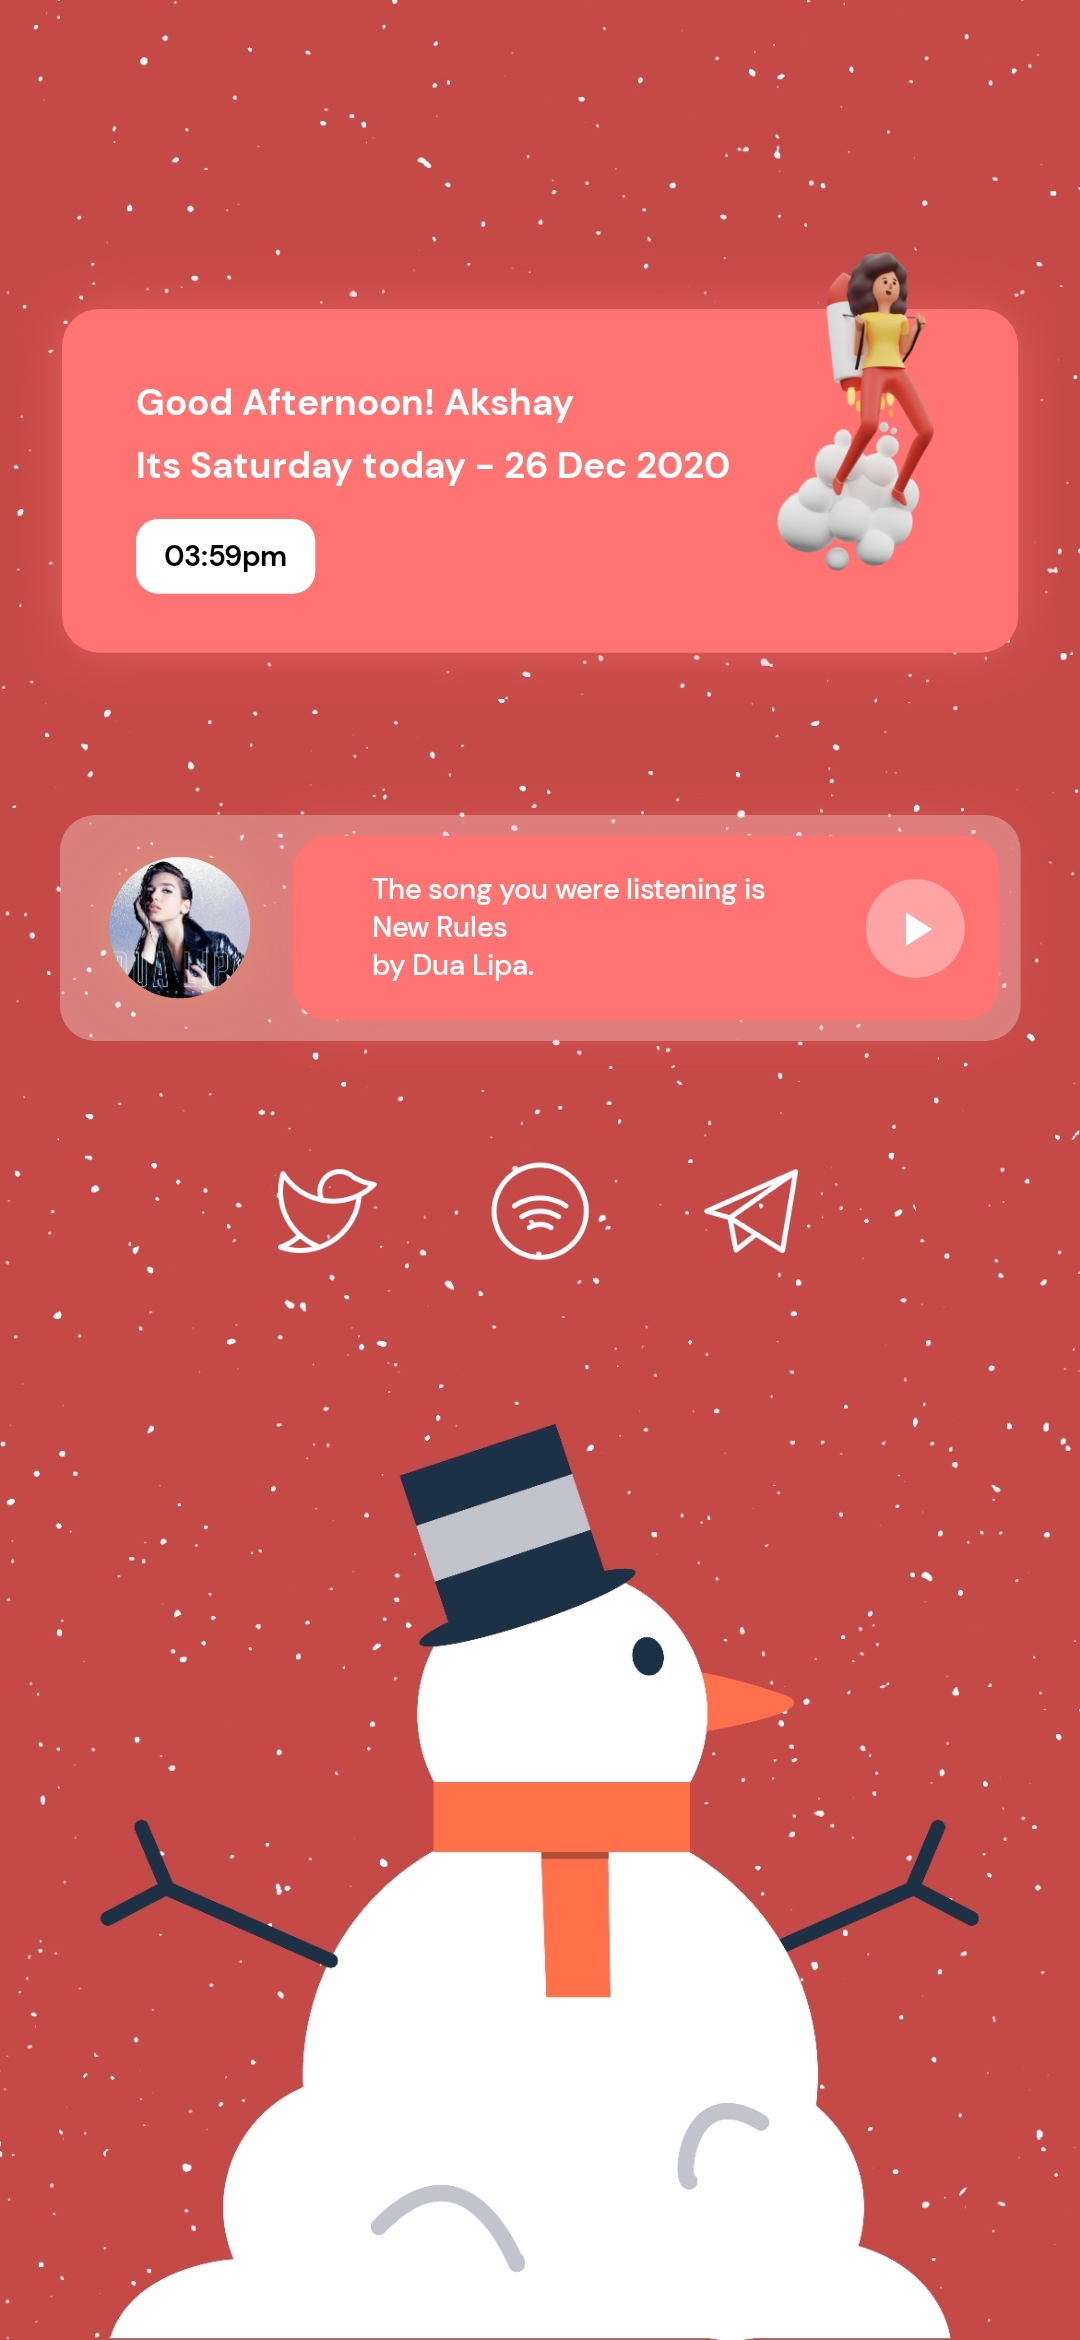 Good Afternoon! Akshay
Its Saturday today - 26 Dec 2020
03:59pm
The song you were listening is
New Rules
by Dua Lipa.
DUA LIPA